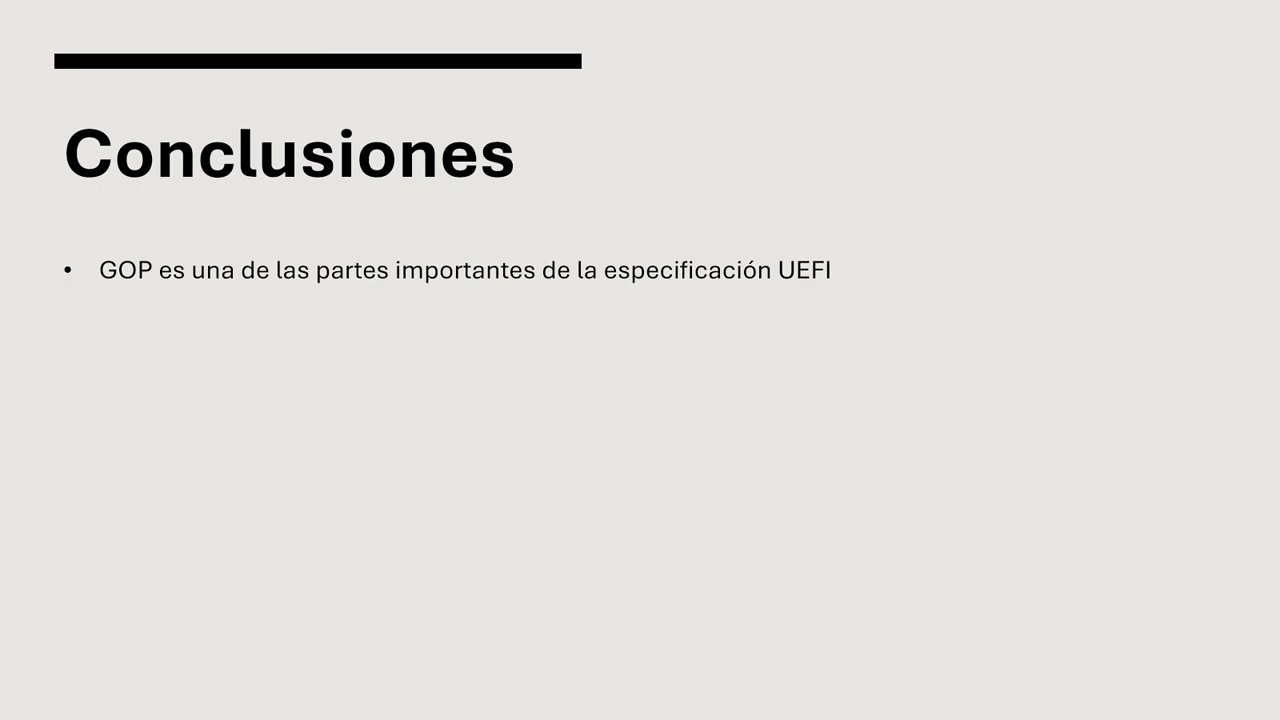 Conclusiones
• GOP es una de las partes importantes de la especificación UEFI